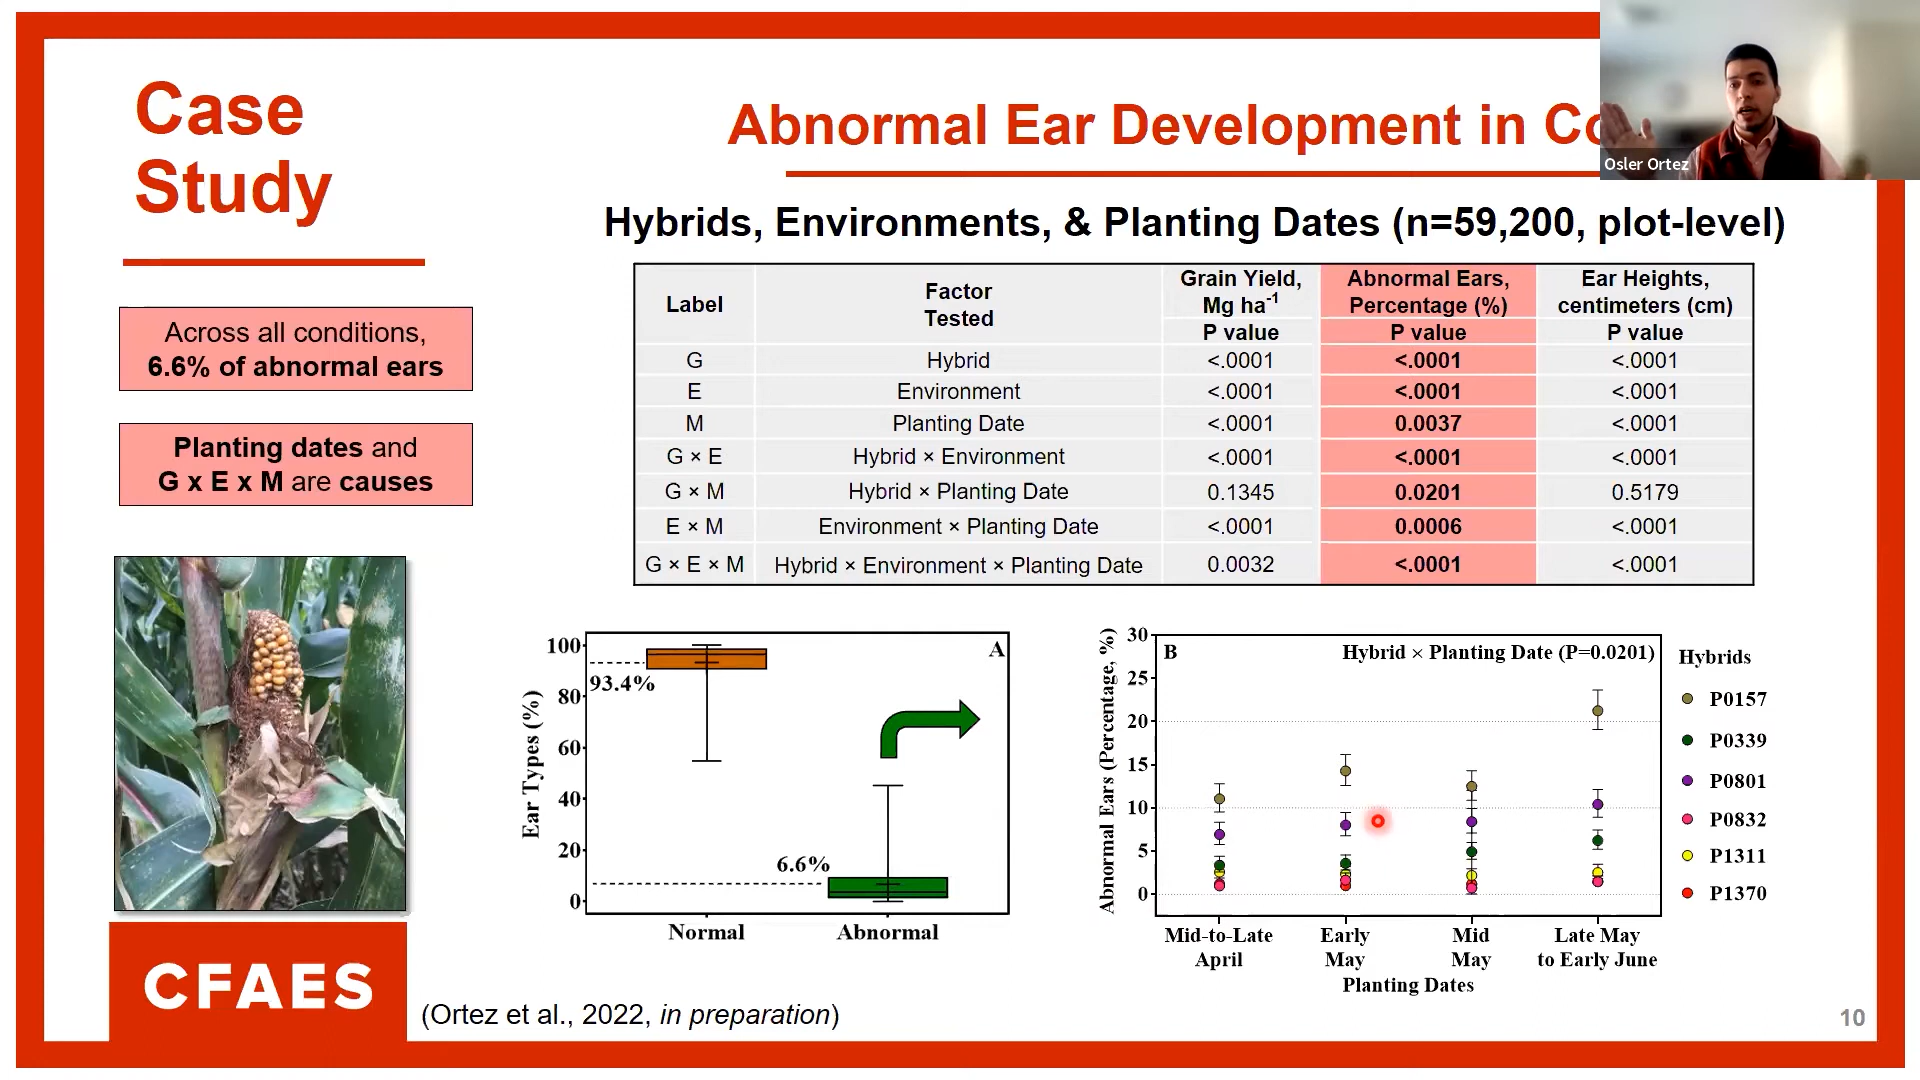 Case
Study
Abnormal Ear Development in Co
Osler Ortez
Hybrids, Environments, & Planting Dates (n=59,200, plot-level)
Across all conditions,
6.6% of abnormal ears
Planting dates and
G x E x M are causes
Label Factor Tested Grain Yield, Mg ha-1 Abnormal Ears, Percentage (%) Ear Heights, centimeters (cm)
P value P value P value
G Hybrid <.0001 <.0001 <.0001
E Environment <.0001 <.0001 <.0001
M Planting Date <.0001 0.0037 <.0001
G × E Hybrid × Environment <.0001 <.0001 <.0001
G × M Hybrid × Planting Date 0.1345 0.0201 0.5179
E × M Environment × Planting Date <.0001 0.0006 <.0001
G × E × M Hybrid × Environment × Planting Date 0.0032 <.0001 <.0001
Ear Types (%)
100
80
60
40
20
0
A
93.4%
6.6%
Normal Abnormal
Abnormal Ears (Percentage, %)
30
25
20
15
10
5
0
B Hybrid × Planting Date (P=0.0201)
Mid-to-Late April
Early May
Mid May
Late May to Early June
Planting Dates
Hybrids
P0157
P0339
P0801
P0832
P1311
P1370
CFAES
(Ortez et al., 2022, in preparation)
10